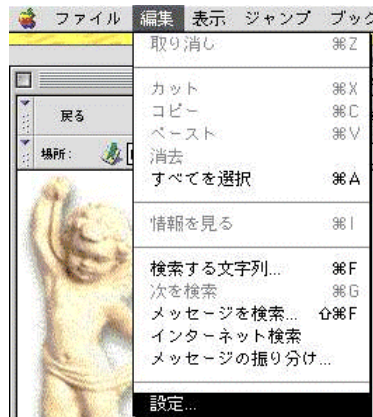 ファイル 編集 表示 ジャンプ ブック
取り消し ⌘Z
カット ⌘X
コピー ⌘C
ペースト ⌘V
消去
すべてを選択 ⌘A
情報を見る ⌘I
検索する文字列... ⌘F
次を検索 ⌘G
メッセージを検索... ⇧⌘F
インターネット検索
メッセージの振り分け...
設定...
戻る
場所: